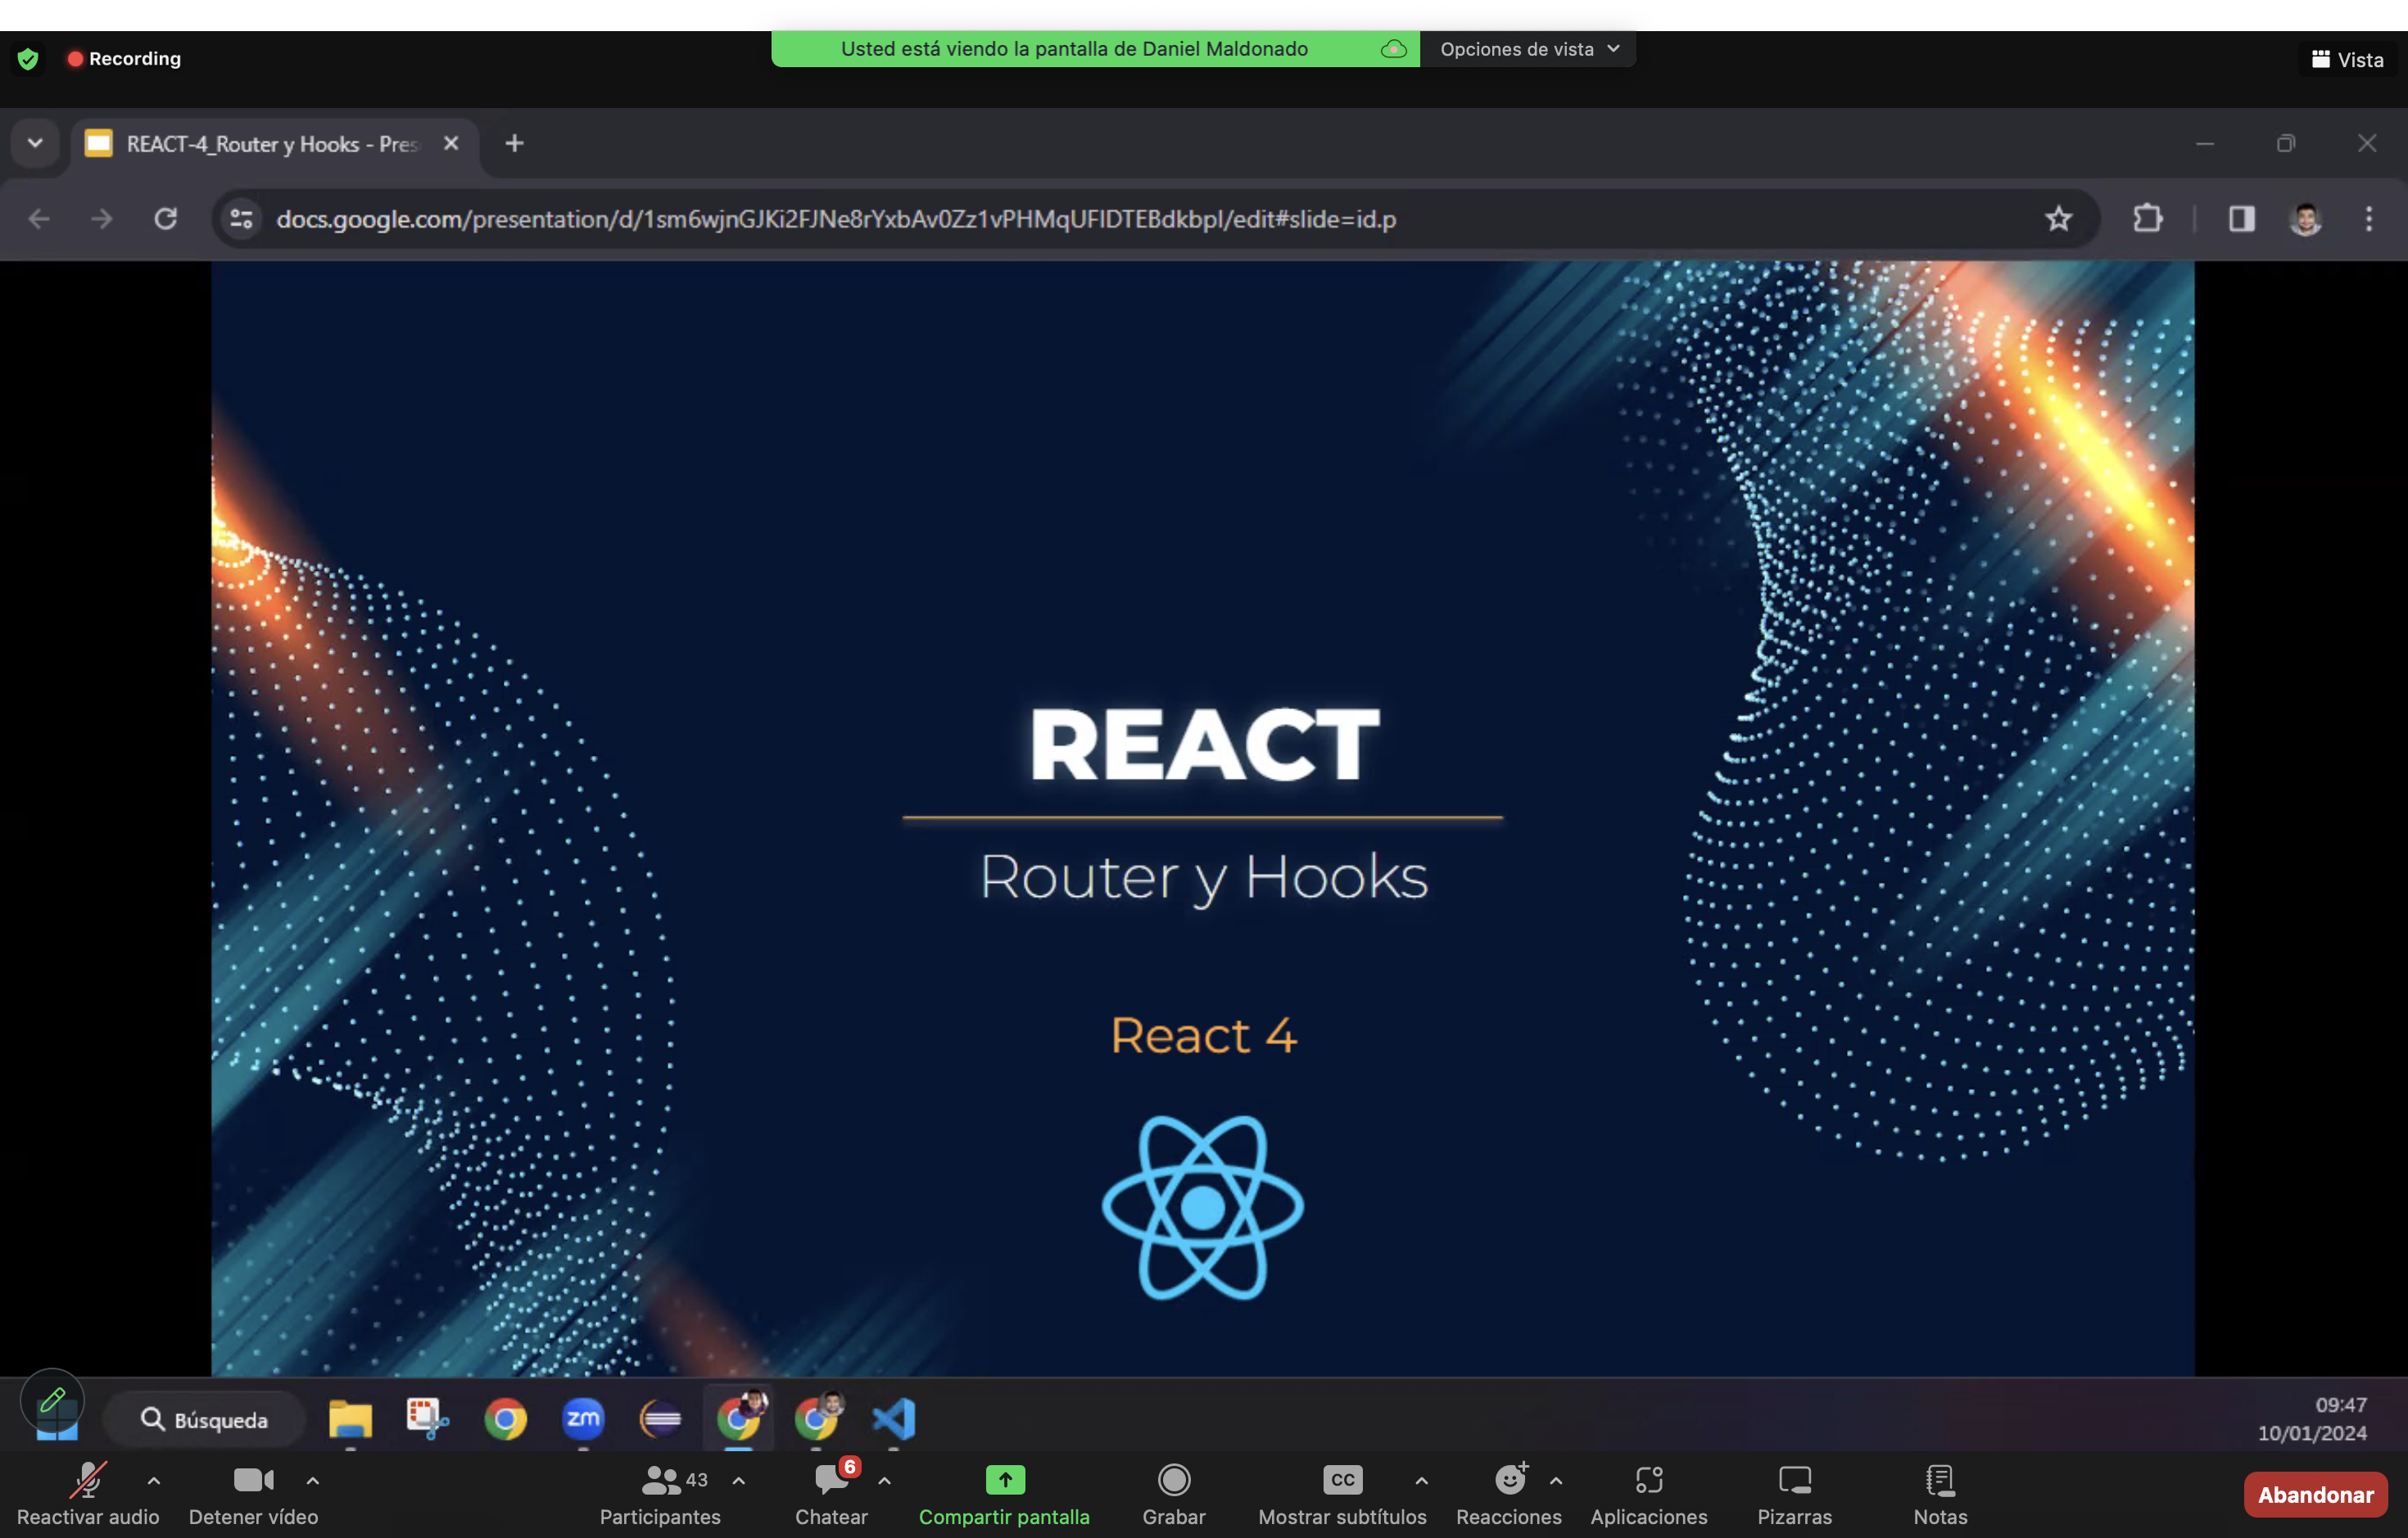 Recording
Usted está viendo la pantalla de Daniel Maldonado
Opciones de vista
Vista
REACT-4_Router y Hooks - Pres
docs.google.com/presentation/d/1sm6wjnGJKi2FJNe8rYxbAv0Zz1vPHMqUFIDTEBdkbpI/edit#slide=id.p
REACT
Router y Hooks
React 4
Búsqueda
zm
09:47
10/01/2024
Reactivar audio
Detener vídeo
43
Participantes
6
Chatear
Compartir pantalla
Grabar
CC
Mostrar subtítulos
Reacciones
Aplicaciones
Pizarras
Notas
Abandonar